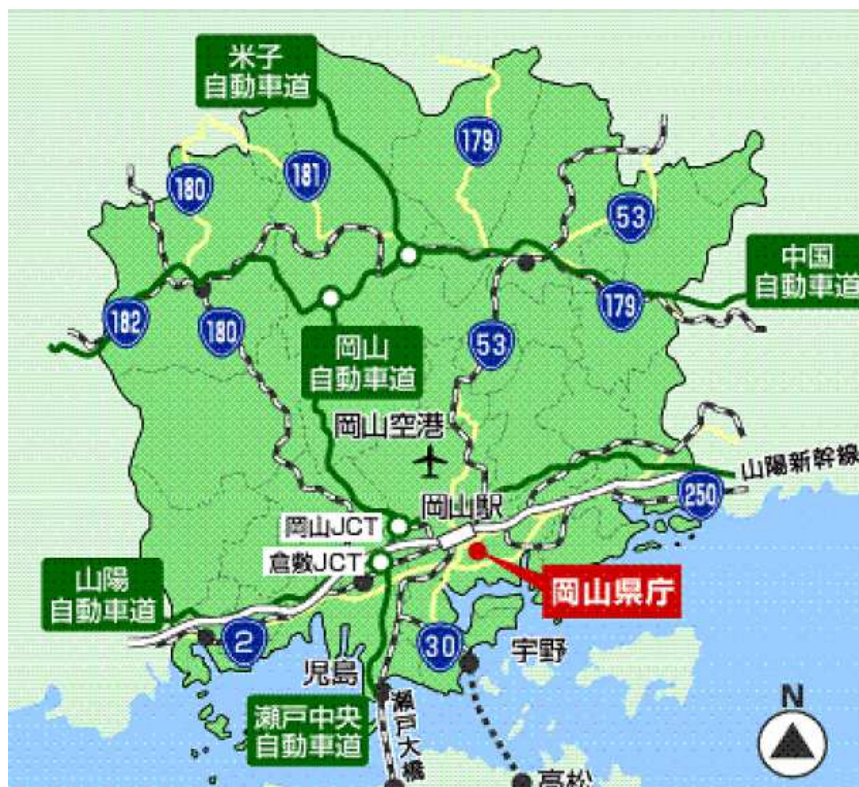 米子
自動車道
179
180
181
53
中国
自動車道
182
180
179
53
岡山
自動車道
岡山空港
山陽新幹線
250
岡山駅
岡山JCT
倉敷JCT
山陽
自動車道
岡山県庁
2
30
宇野
児島
瀬戸中央
自動車道
瀬戸大橋
N
高松